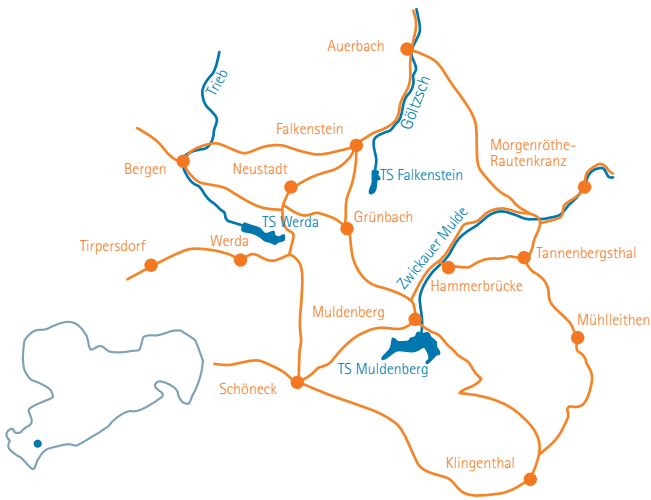 Auerbach
Trieb
Göltzsch
Falkenstein
Morgenröthe-
Rautenkranz
Bergen
Neustadt
TS Falkenstein
TS Werda
Grünbach
Zwickauer Mulde
Tirpersdorf
Werda
Tannenbergsthal
Hammerbrücke
Muldenberg
Mühlleithen
TS Muldenberg
Schöneck
Klingenthal